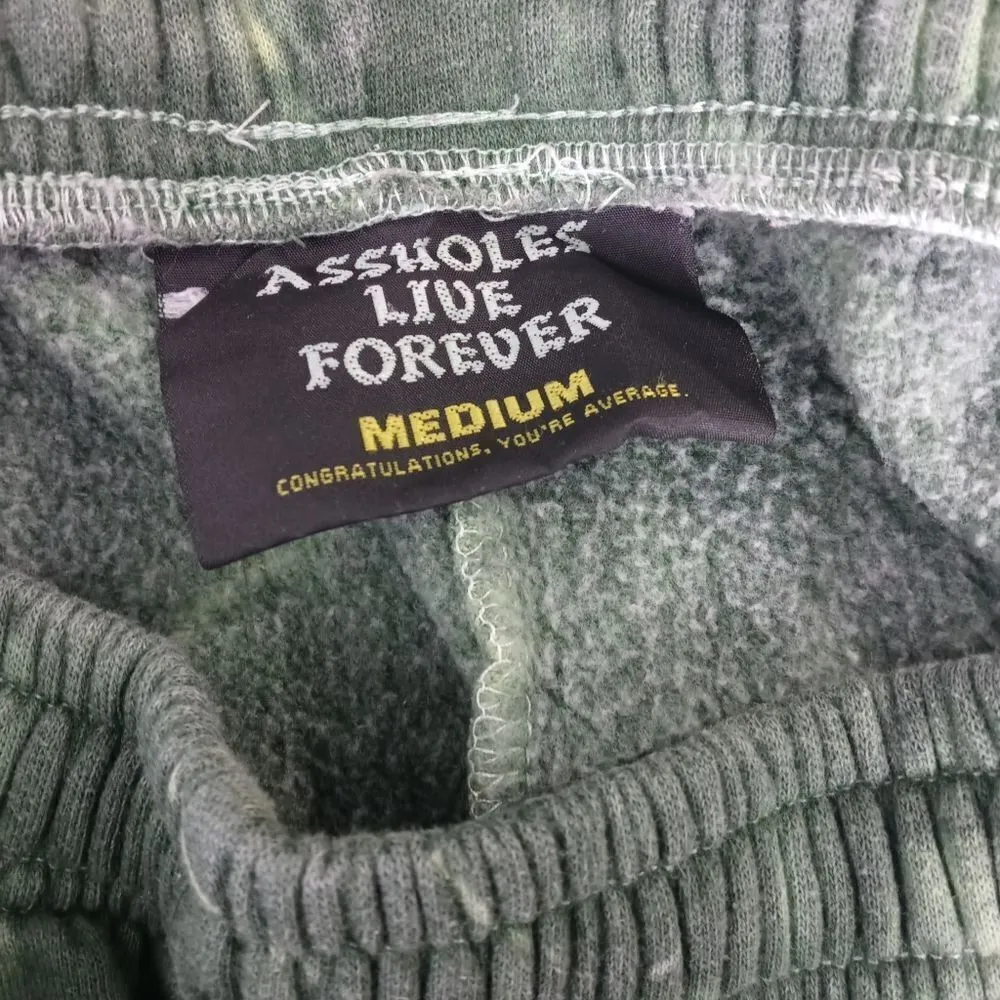 ASSHOLES
LIVE
FOREVER
MEDIUM
CONGRATULATIONS, YOU'RE AVERAGE.